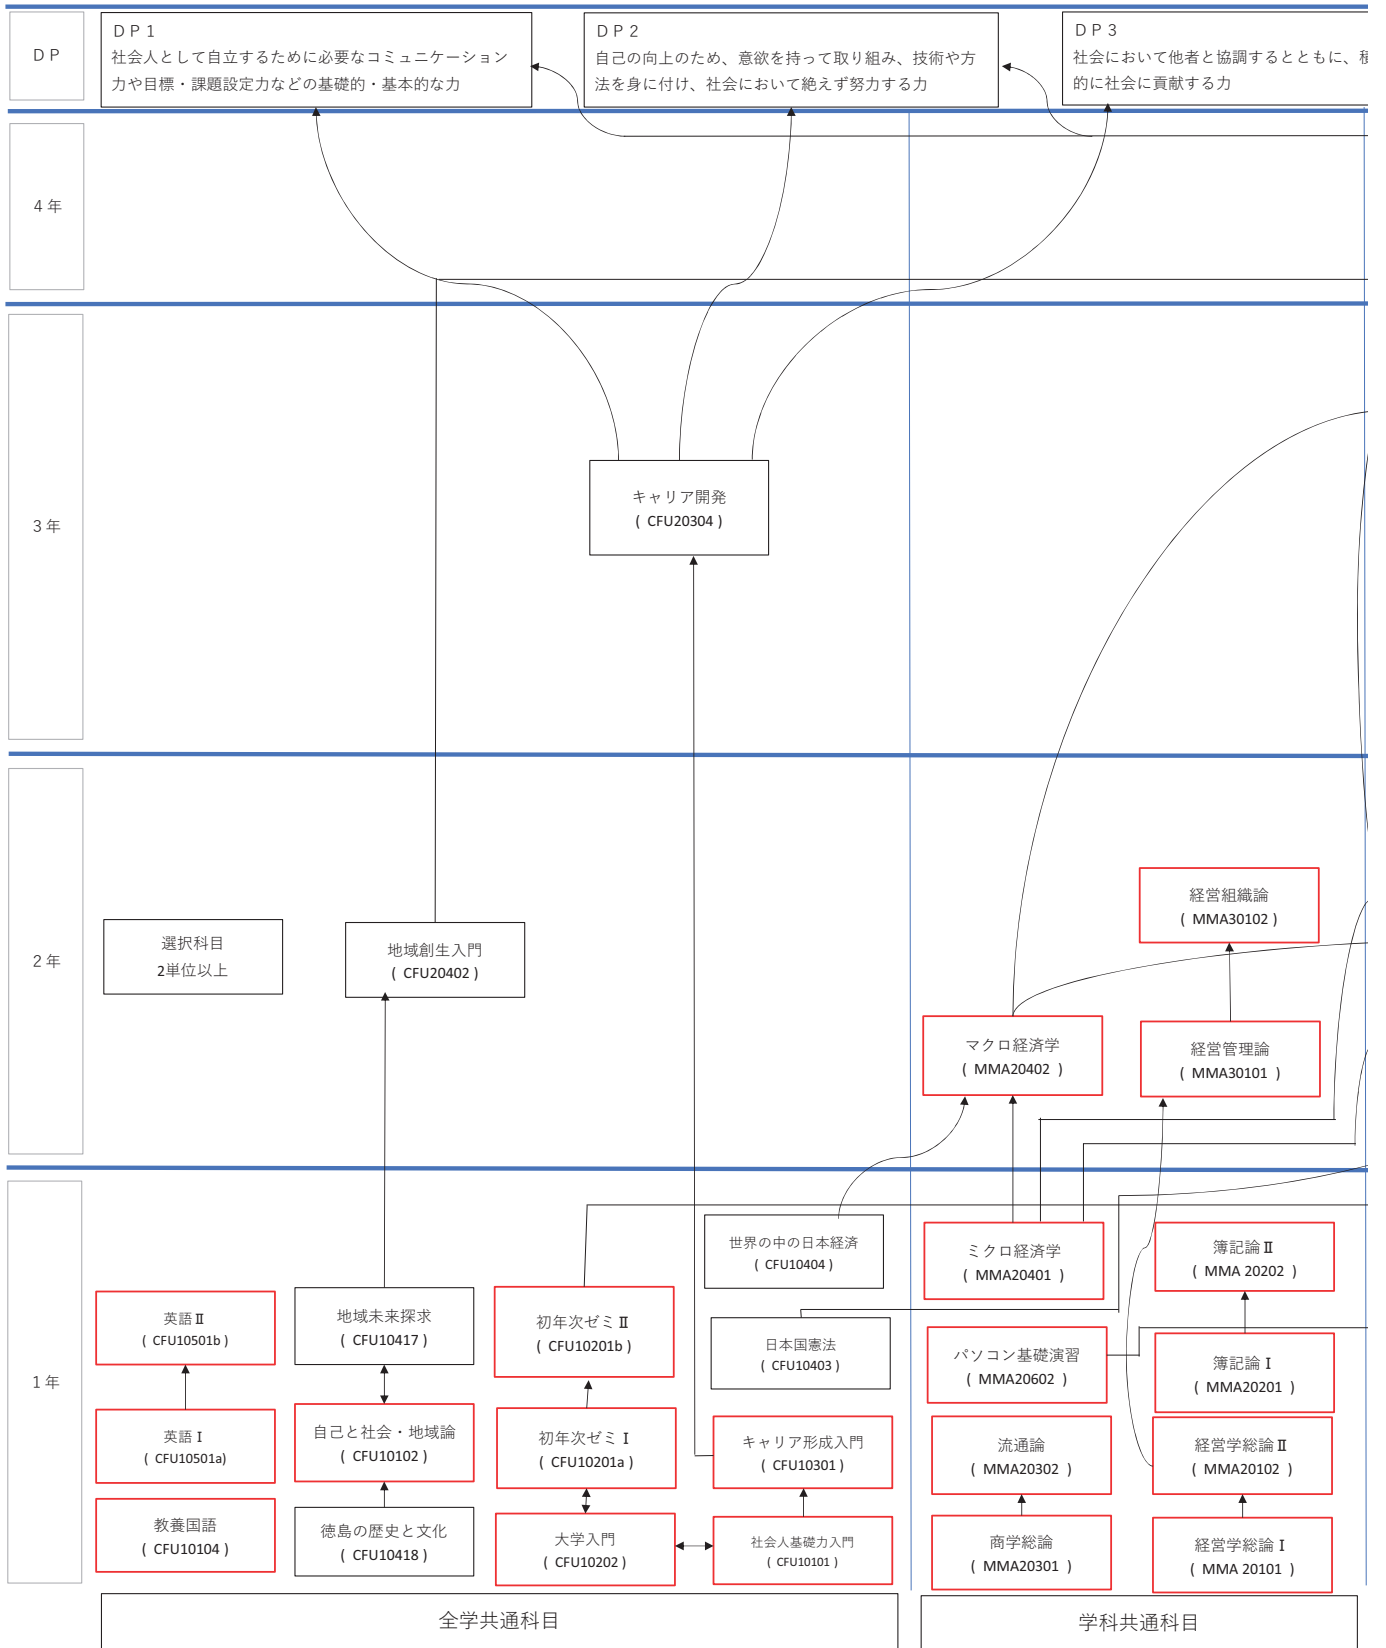 DP
DP1
社会人として自立するために必要なコミュニケーション
力や目標・課題設定力などの基礎的・基本的な力
DP2
自己の向上のため、意欲を持って取り組み、技術や方
法を身に付け、社会において絶えず努力する力
DP3
社会において他者と協調するとともに、積
的に社会に貢献する力
4年
3年
キャリア開発
( CFU20304 )
2年
選択科目
2単位以上
地域創生入門
( CFU20402 )
経営組織論
( MMA30102 )
マクロ経済学
( MMA20402 )
経営管理論
( MMA30101 )
1年
世界の中の日本経済
( CFU10404 )
ミクロ経済学
( MMA20401 )
簿記論Ⅱ
( MMA 20202 )
英語Ⅱ
( CFU10501b )
地域未来探求
( CFU10417 )
初年次ゼミⅡ
( CFU10201b )
日本国憲法
( CFU10403 )
パソコン基礎演習
( MMA20602 )
簿記論Ⅰ
( MMA20201 )
英語Ⅰ
( CFU10501a)
自己と社会・地域論
( CFU10102 )
初年次ゼミⅠ
( CFU10201a )
キャリア形成入門
( CFU10301 )
流通論
( MMA20302 )
経営学総論Ⅱ
( MMA20102 )
教養国語
( CFU10104 )
徳島の歴史と文化
( CFU10418 )
大学入門
( CFU10202 )
社会人基礎力入門
( CFU10101 )
商学総論
( MMA20301 )
経営学総論Ⅰ
( MMA 20101 )
全学共通科目
学科共通科目